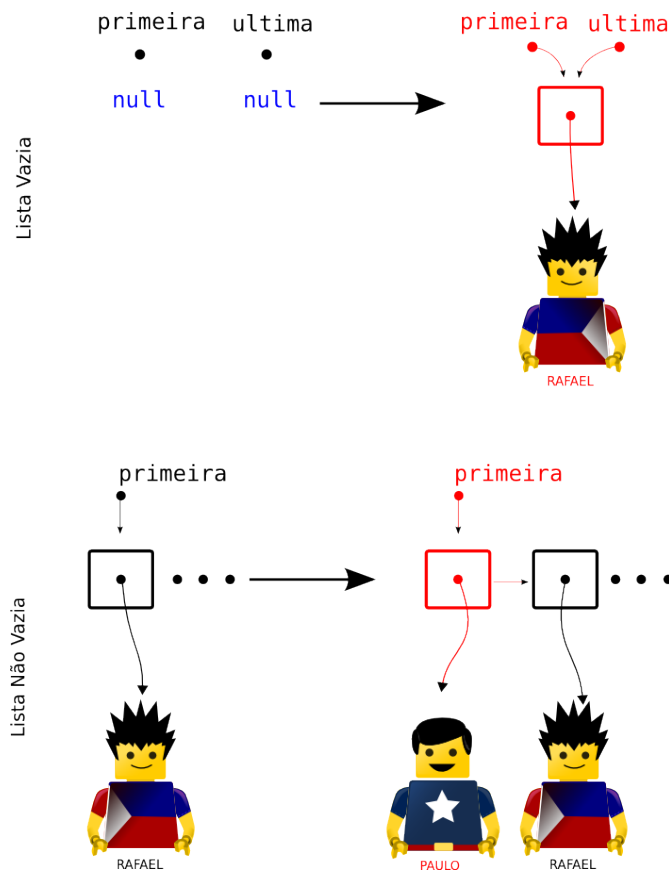 primeira ultima
null null
primeira ultima
Lista Vazia
RAFAEL
primeira
primeira
Lista Não Vazia
RAFAEL
PAULO
RAFAEL